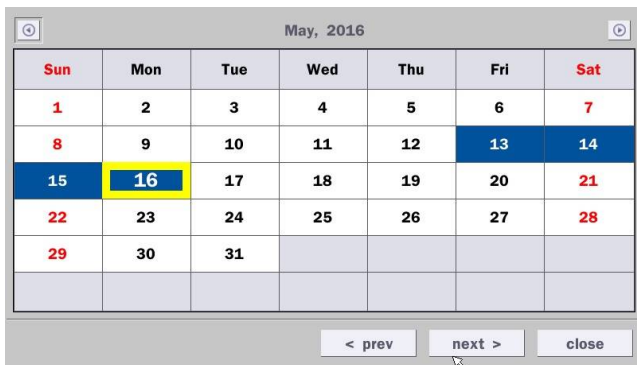 May, 2016
Sun Mon Tue Wed Thu Fri Sat
1 2 3 4 5 6 7
8 9 10 11 12 13 14
15 16 17 18 19 20 21
22 23 24 25 26 27 28
29 30 31
< prev next > close